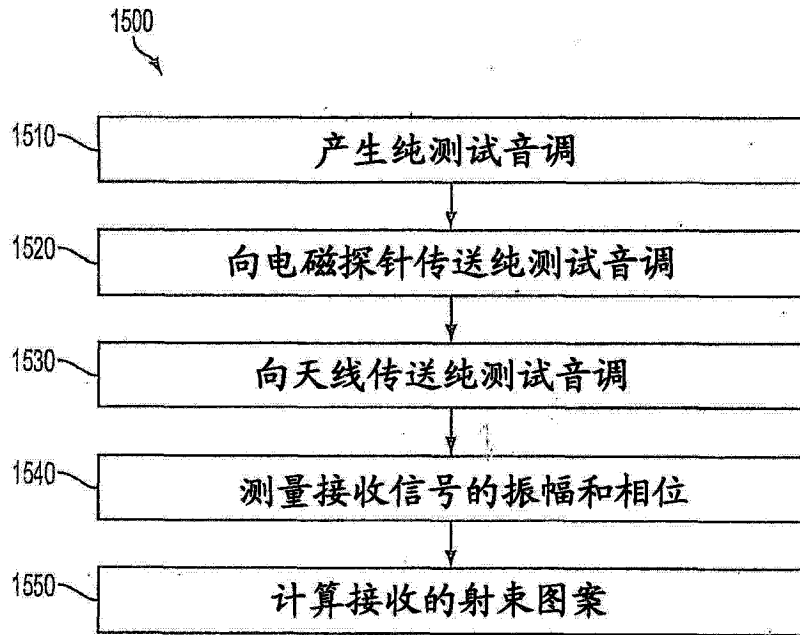 1500
1510 产生纯测试音调
1520 向电磁探针传送纯测试音调
1530 向天线传送纯测试音调
1540 测量接收信号的振幅和相位
1550 计算接收的射束图案